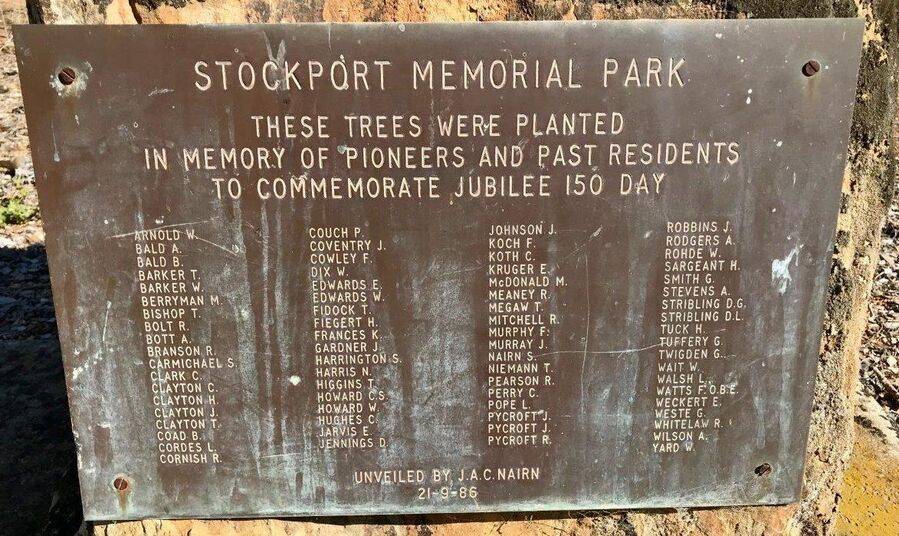 STOCKPORT MEMORIAL PARK
THESE TREES WERE PLANTED
IN MEMORY OF PIONEERS AND PAST RESIDENTS
TO COMMEMORATE JUBILEE 150 DAY
ARNOLD W.
BALD A.
BALD B.
BARKER T.
BARKER W.
BERRYMAN M.
BISHOP T.
BOLT R.
BOTT A.
BRANSON R.
CARMICHAEL S.
CLARK C.
CLAYTON C.
CLAYTON H.
CLAYTON J.
CLAYTON T.
COAD B.
CORDES L.
CORNISH R.
COUCH P.
COVENTRY J.
COWLEY F.
DIX W.
EDWARDS E.
EDWARDS W.
FIDOCK T.
FIEGERT H.
FRANCES K.
GARDNER J.
HARRINGTON S.
HARRIS N.
HIGGINS T.
HOWARD C.S.
HOWARD W.
HUGHES C.
JARVIS E.
JENNINGS D.
JOHNSON J.
KOCH F.
KOTH C.
KRUGER E.
McDONALD M.
MEANEY R.
MEGAW T.
MITCHELL R.
MURPHY F.
MURRAY J.
NAIRN S.
NIEMANN T.
PEARSON R.
PERRY C.
POPE L.
PYCROFT J.
PYCROFT J.
PYCROFT R.
ROBBINS J.
RODGERS A.
ROHDE W.
SARGEANT H.
SMITH G.
STEVENS A.
STRIBLING D.G.
STRIBLING D.L.
TUCK H.
TUFFERY G.
TWIGDEN G.
WAIT W.
WALSH L.
WATTS F. O.B.E.
WECKERT E.
WESTE G.
WHITELAW R.
WILSON A.
YARD W.
UNVEILED BY J.A.C.NAIRN
21-9-86